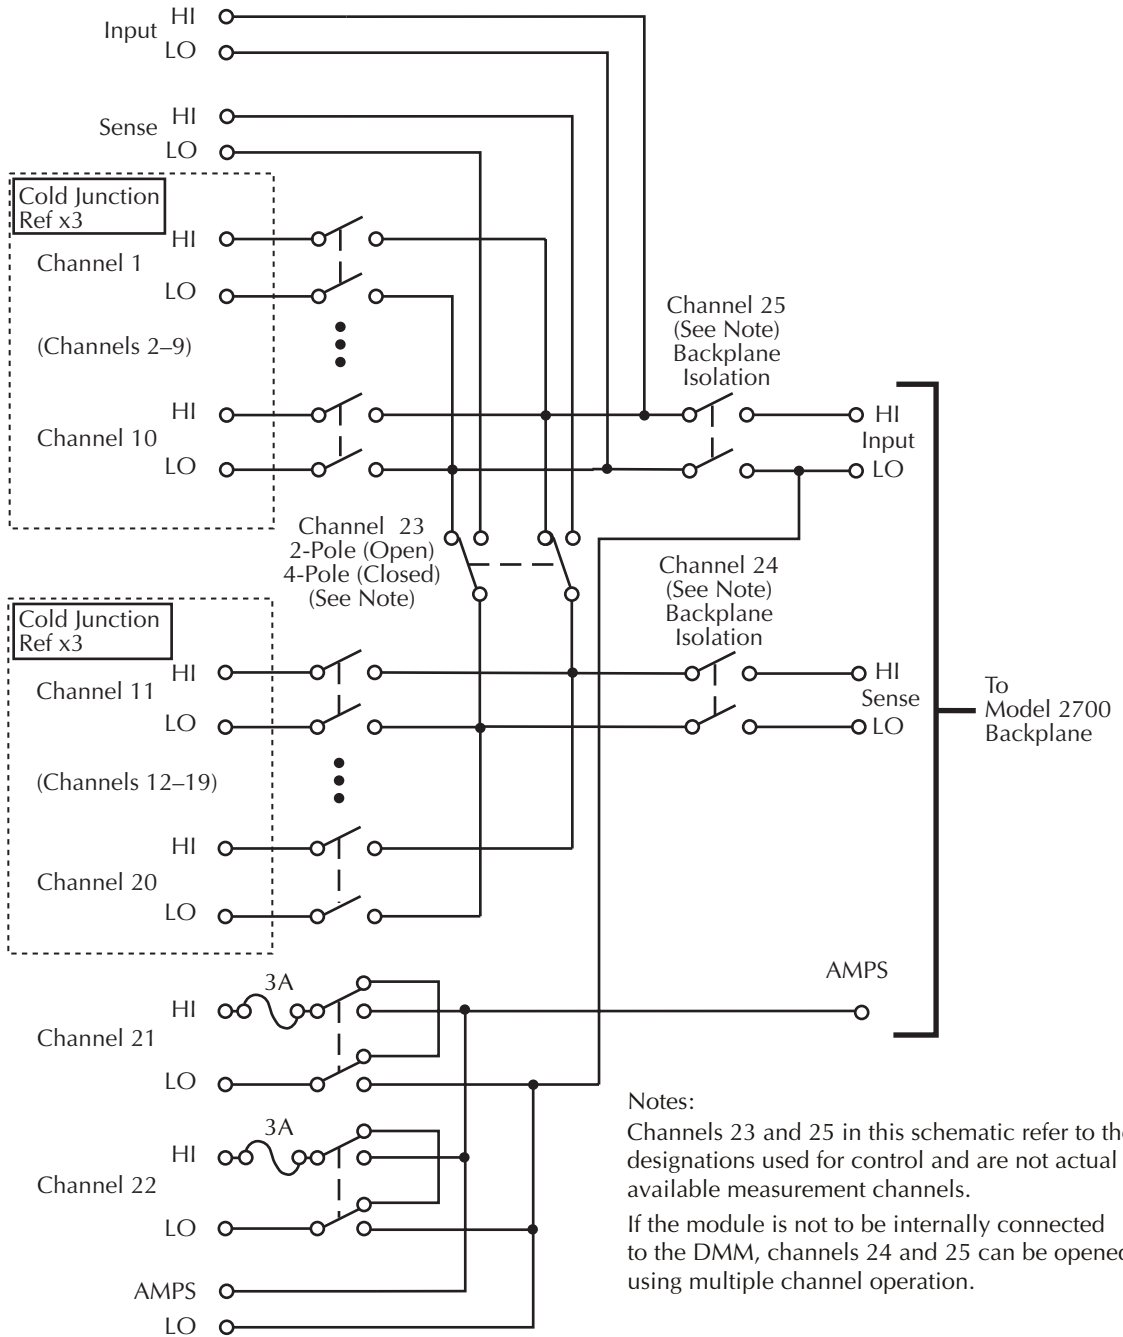 HI
Input
LO
HI
Sense
LO
Cold Junction
Ref x3
HI
Channel 1
LO
(Channels 2–9)
HI
Channel 10
LO
Channel 25
(See Note)
Backplane
Isolation
HI
Input
LO
Channel 23
2-Pole (Open)
4-Pole (Closed)
(See Note)
Channel 24
(See Note)
Backplane
Isolation
Cold Junction
Ref x3
HI
Channel 11
LO
(Channels 12–19)
HI
Channel 20
LO
HI
Sense
LO
To
Model 2700
Backplane
AMPS
3A
HI
Channel 21
LO
3A
HI
Channel 22
LO
AMPS
LO
Notes:
Channels 23 and 25 in this schematic refer to the
designations used for control and are not actual
available measurement channels.
If the module is not to be internally connected
to the DMM, channels 24 and 25 can be opened
using multiple channel operation.